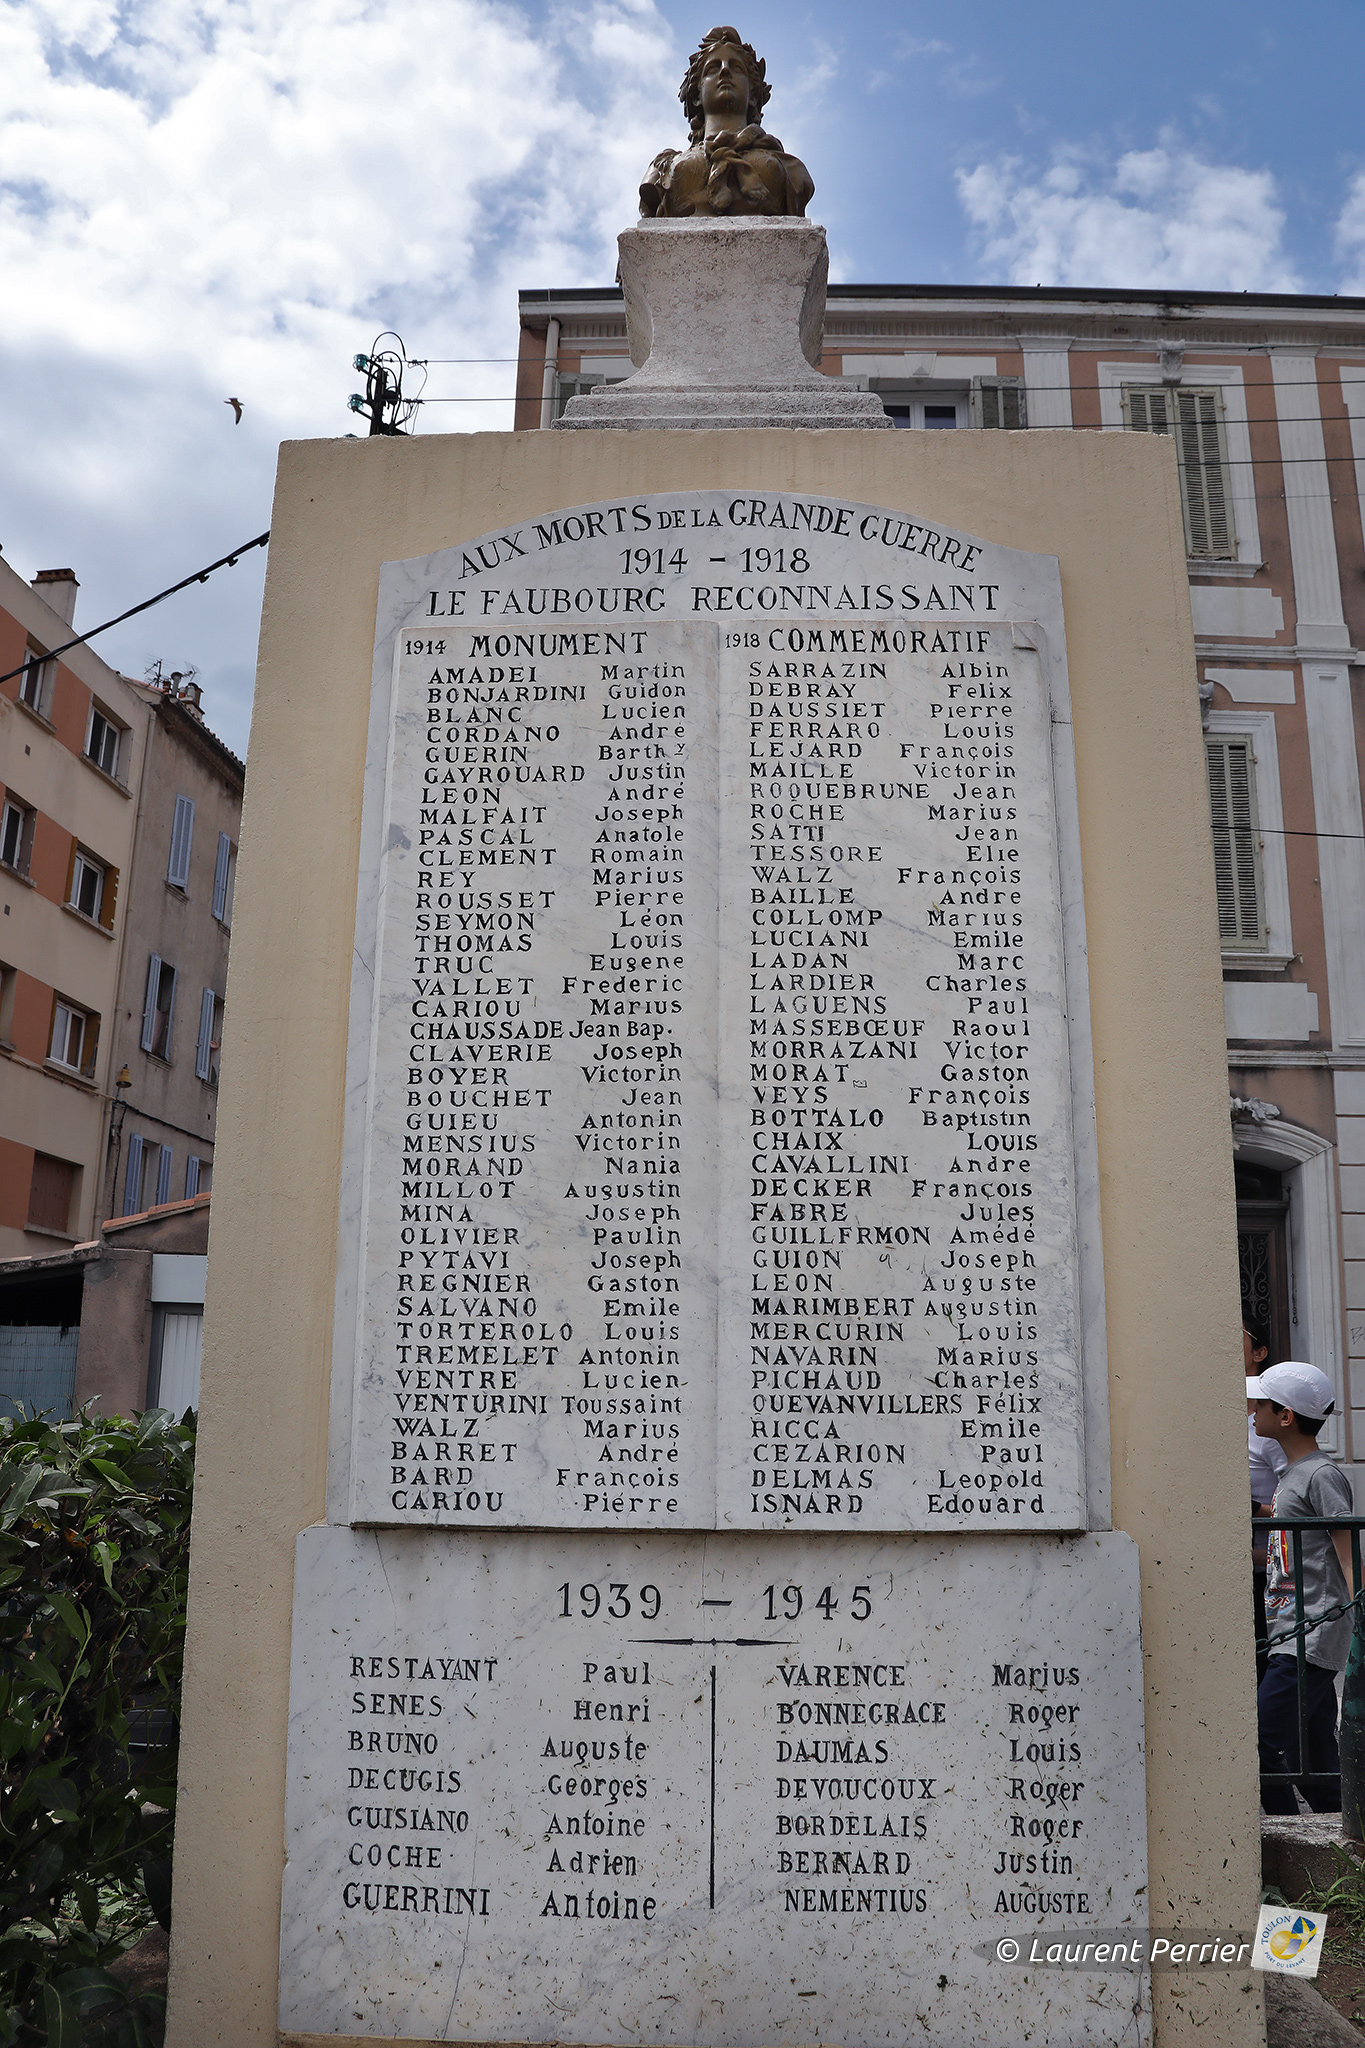 AUX MORTS DE LA GRANDE GUERRE
1914 - 1918
LE FAUBOURG RECONNAISSANT
1914 MONUMENT
AMADEI Martin
BONJARDINI Guidon
BLANC Lucien
CORDANO André
GUERIN Barthy
GAYROUARD Justin
LEON André
MALFAIT Joseph
PASCAL Anatole
CLEMENT Romain
REY Marius
ROUSSET Pierre
SEYMON Léon
THOMAS Louis
TRUC Eugene
VALLET Frederic
CARIOU Marius
CHAUSSADE Jean Bap.
CLAVERIE Joseph
BOYER Victorin
BOUCHET Jean
GUIEU Antonin
MENSIUS Victorin
MORAND Nania
MILLOT Augustin
MINA Joseph
OLIVIER Paulin
PYTAVI Joseph
REGNIER Gaston
SALVANO Emile
TORTEROLO Louis
TREMELET Antonin
VENTRE Lucien
VENTURINI Toussaint
WALZ Marius
BARRET André
BARD François
CARIOU Pierre
1918 COMMEMORATIF
SARRAZIN Albin
DEBRAY Felix
DAUSSIET Pierre
FERRARO Louis
LEJARD François
MAILLE Victorin
ROQUEBRUNE Jean
ROCHE Marius
SATTI Jean
TESSORE Elie
WALZ François
BAILLE Andre
COLLOMP Marius
LUCIANI Emile
LADAN Marc
LARDIER Charles
LAGUENS Paul
MASSEBŒUF Raoul
MORRAZANI Victor
MORAT Gaston
VEYS François
BOTTALO Baptistin
CHAIX LOUIS
CAVALLINI Andre
DECKER François
FABRE Jules
GUILLERMON Amédé
GUION Joseph
LEON Auguste
MARIMBERT Augustin
MERCURIN Louis
NAVARIN Marius
PICHAUD Charles
QUEVANVILLERS Félix
RICCA Emile
CEZARION Paul
DELMAS Leopold
ISNARD Edouard
1939 - 1945
RESTAYANT Paul
SENES Henri
BRUNO Auguste
DECUGIS Georges
GUISIANO Antoine
COCHE Adrien
GUERRINI Antoine
VARENCE Marius
BONNEGRACE Roger
DAUMAS Louis
DEVOUCOUX Roger
BORDELAIS Roger
BERNARD Justin
NEMENTIUS AUGUSTE
© Laurent Perrier
TOULON
PORT DU LEVANT